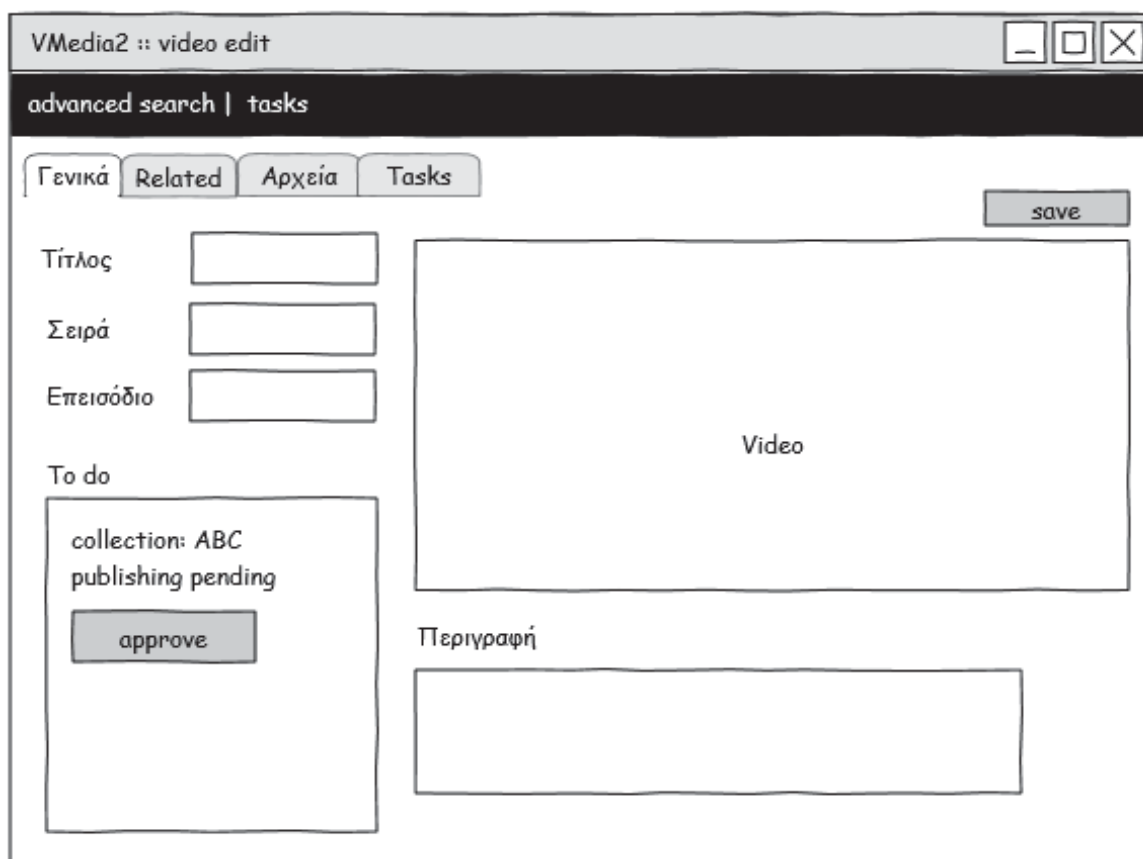 VMedia2 :: video edit
advanced search | tasks
Γενικά Related Αρχεία Tasks
save
Τίτλος
Σειρά
Επεισόδιο
Video
To do
collection: ABC
publishing pending
approve
Περιγραφή